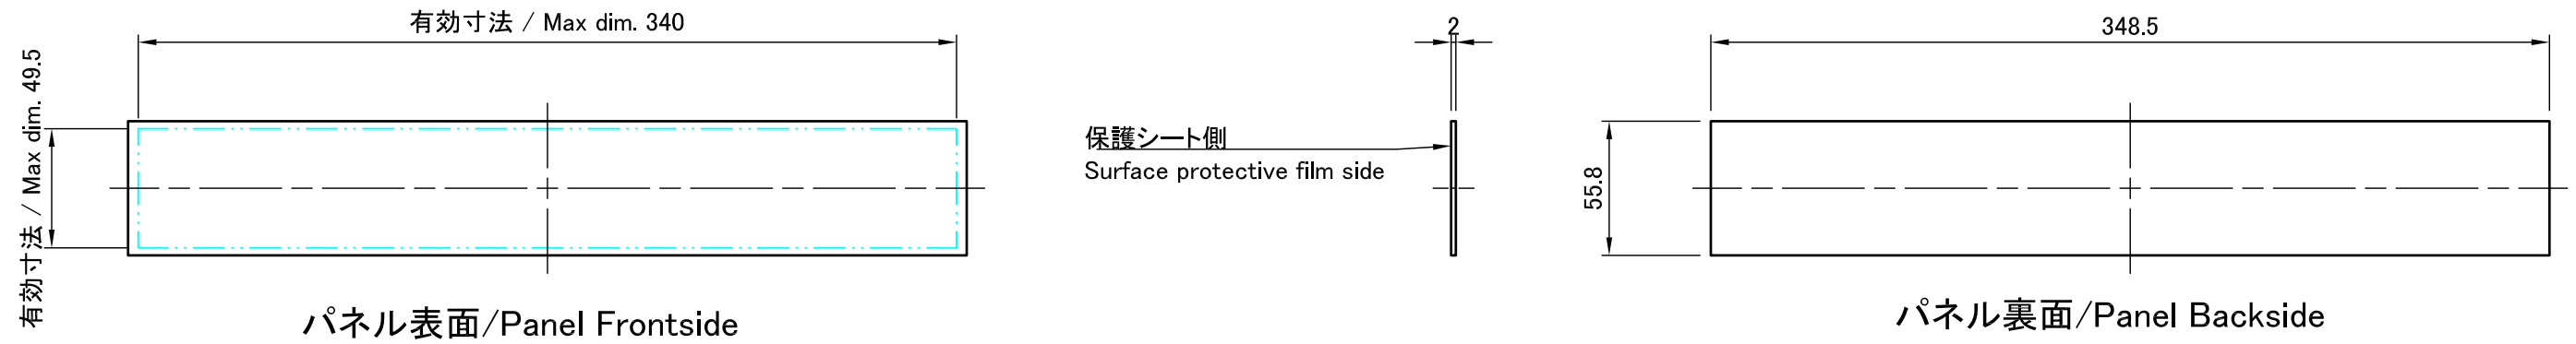 有効寸法 / Max dim. 340
有効寸法 / Max dim. 49.5
パネル表面/Panel Frontside
2
保護シート側
Surface protective film side
348.5
55.8
パネル裏面/Panel Backside